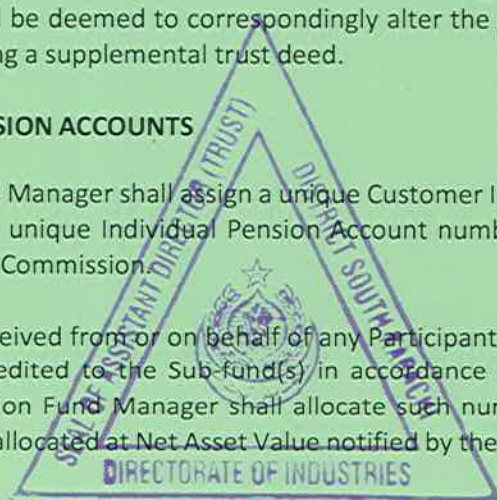 l be deemed to correspondingly alter the
ng a supplemental trust deed.
SION ACCOUNTS
Manager shall assign a unique Customer I
unique Individual Pension Account numb
Commission.
eived from or on behalf of any Participant
edited to the Sub-fund(s) in accordance
on Fund Manager shall allocate such num
allocated at Net Asset Value notified by the
SEAL OF ASSISTANT DIRECTOR (TRUST)
DISTRICT SOUTH KARACHI
DIRECTORATE OF INDUSTRIES